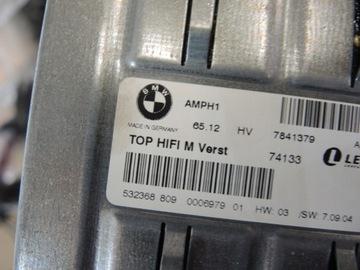 BMW
AMPH1
MADE IN GERMANY 65.12 HV 7841379
TOP HIFI M Verst 74133
532368 809 0006979 01 HW: 03 /SW: 7.09.04